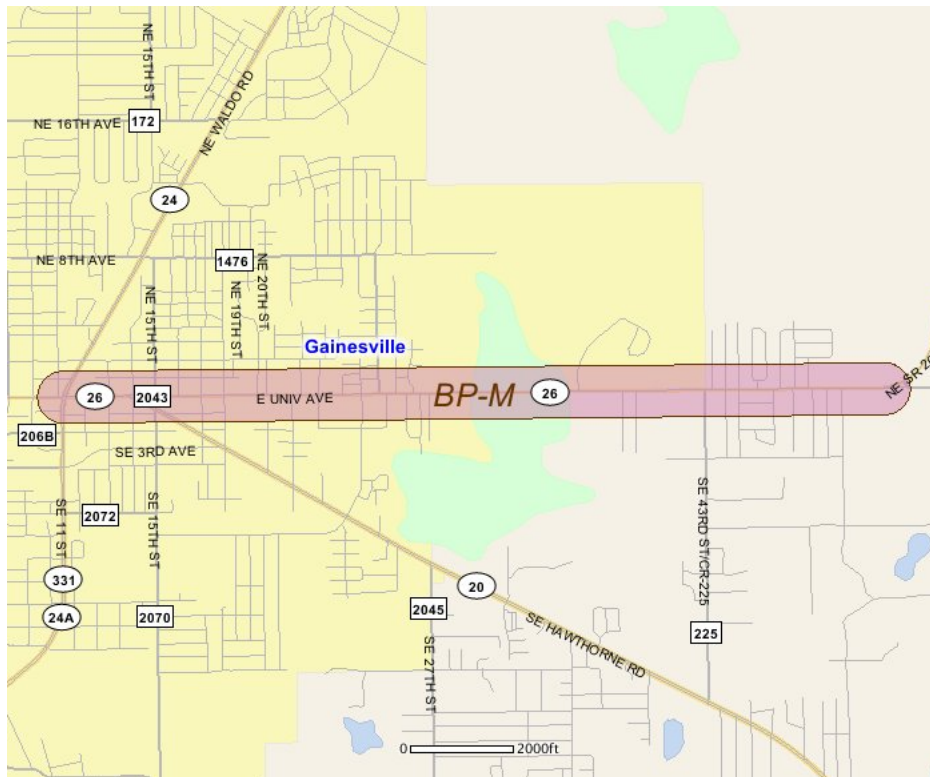 NE 15TH ST
NE WALDO RD
NE 16TH AVE
172
24
NE 8TH AVE
1476
NE 20TH ST
NE 15TH ST
NE 19TH ST
Gainesville
26
2043
E UNIV AVE
BP-M
26
NE SR 26
206B
SE 3RD AVE
SE 11 ST
2072
SE 15TH ST
SE 43RD ST/CR-225
331
24A
2070
20
2045
SE HAWTHORNE RD
225
SE 27TH ST
0
2000ft